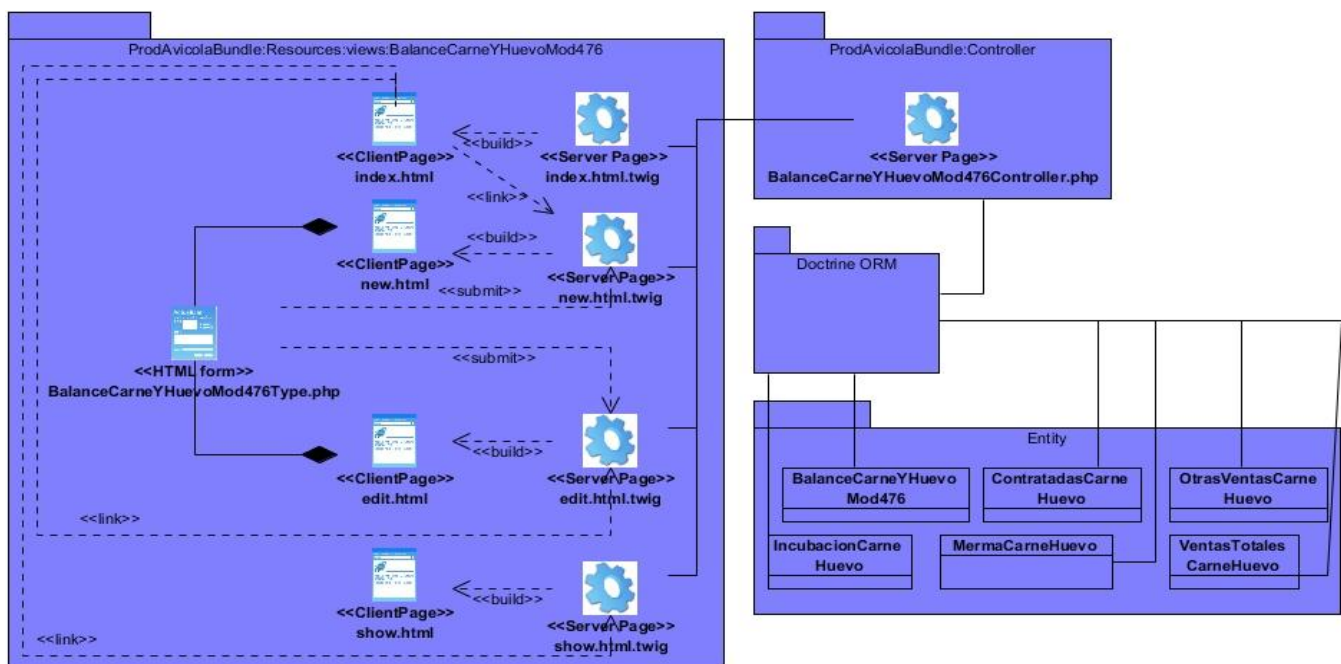 ProdAvicolaBundle:Resources:views:BalanceCarneYHuevoMod476
<<ClientPage>>
index.html
<<build>>
<<Server Page>>
index.html.twig
<<link>>
<<ClientPage>>
new.html
<<build>>
<<Server Page>>
new.html.twig
<<submit>>
<<HTML form>>
BalanceCarneYHuevoMod476Type.php
<<submit>>
<<ClientPage>>
edit.html
<<build>>
<<Server Page>>
edit.html.twig
<<link>>
<<ClientPage>>
show.html
<<build>>
<<Server Page>>
show.html.twig
<<link>>
ProdAvicolaBundle:Controller
<<Server Page>>
BalanceCarneYHuevoMod476Controller.php
Doctrine ORM
Entity
BalanceCarneYHuevo
Mod476
ContratadasCarne
Huevo
OtrasVentasCarne
Huevo
IncubacionCarne
Huevo
MermaCarneHuevo
VentasTotales
CarneHuevo